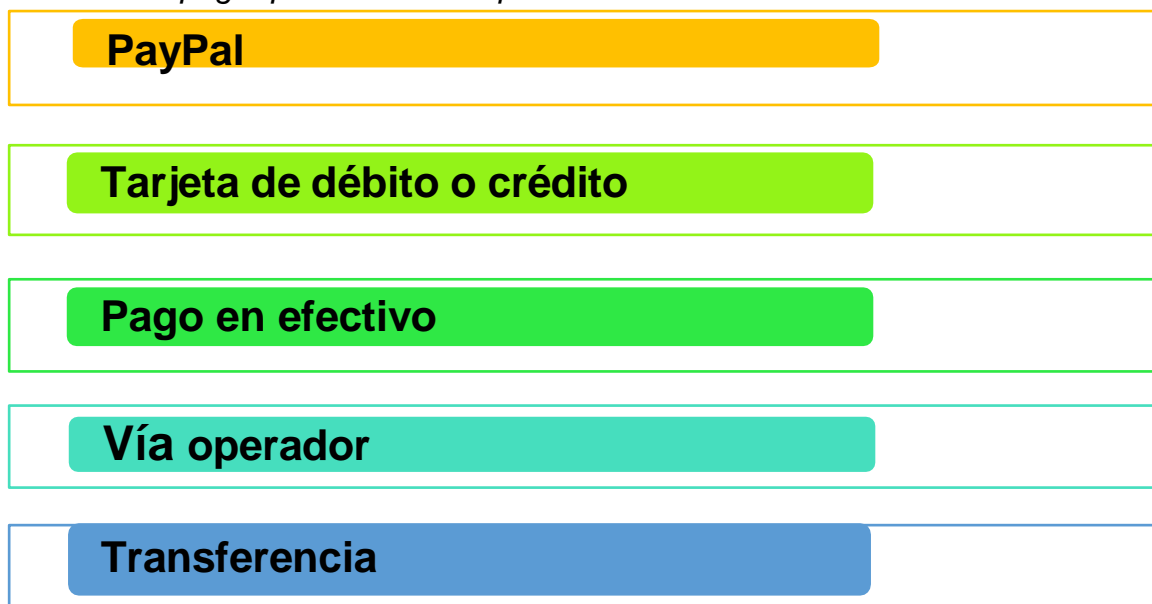 PayPal
Tarjeta de débito o crédito
Pago en efectivo
Vía operador
Transferencia